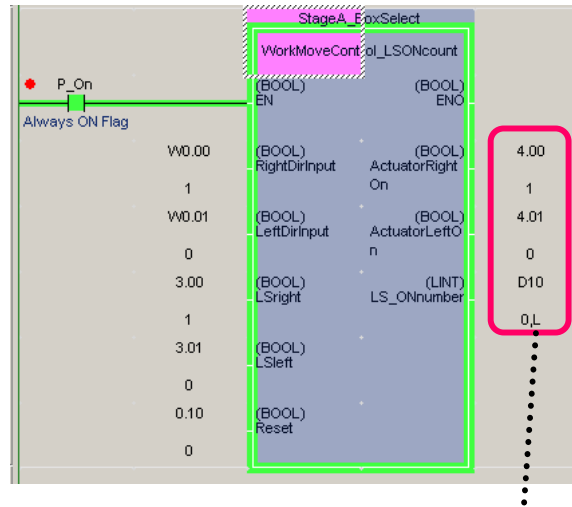 StageA_BoxSelect
WorkMoveControl_LSONcount
P_On
(BOOL) (BOOL)
EN ENO
Always ON Flag
W0.00 (BOOL) (BOOL) 4.00
RightDirInput ActuatorRight
On
1 1
W0.01 (BOOL) (BOOL) 4.01
LeftDirInput ActuatorLeftO
n
0 0
3.00 (BOOL) (LINT) D10
LSright LS_ONnumber
1 0,L
3.01 (BOOL)
LSleft
0
0.10 (BOOL)
Reset
0